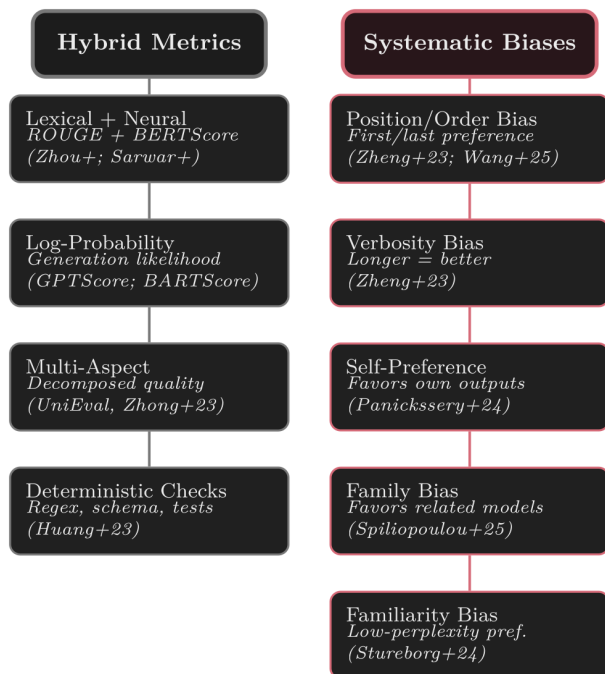 Hybrid Metrics
Lexical + Neural
ROUGE + BERTScore
(Zhou+; Sarwar+)
Log-Probability
Generation likelihood
(GPTScore; BARTScore)
Multi-Aspect
Decomposed quality
(UniEval, Zhong+23)
Deterministic Checks
Regex, schema, tests
(Huang+23)
Systematic Biases
Position/Order Bias
First/last preference
(Zheng+23; Wang+25)
Verbosity Bias
Longer = better
(Zheng+23)
Self-Preference
Favors own outputs
(Panickssery+24)
Family Bias
Favors related models
(Spiliopoulou+25)
Familiarity Bias
Low-perplexity pref.
(Stureborg+24)